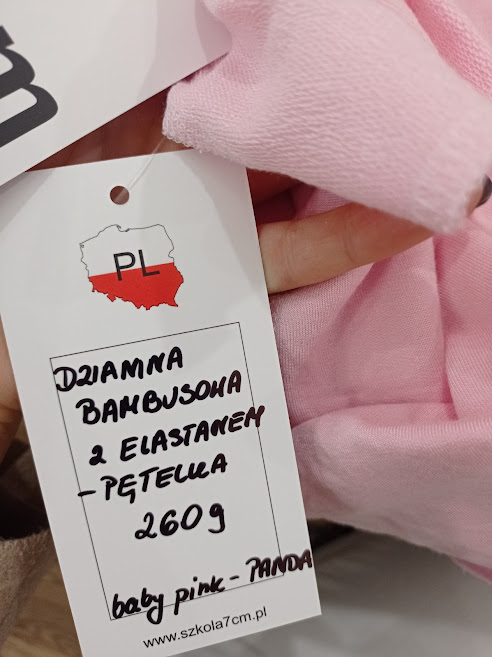 PL
DZIANINA
BAMBUSOWA
Z ELASTANEM
- PĘTELKA
260g
baby pink - PANDA
www.szkola7cm.pl